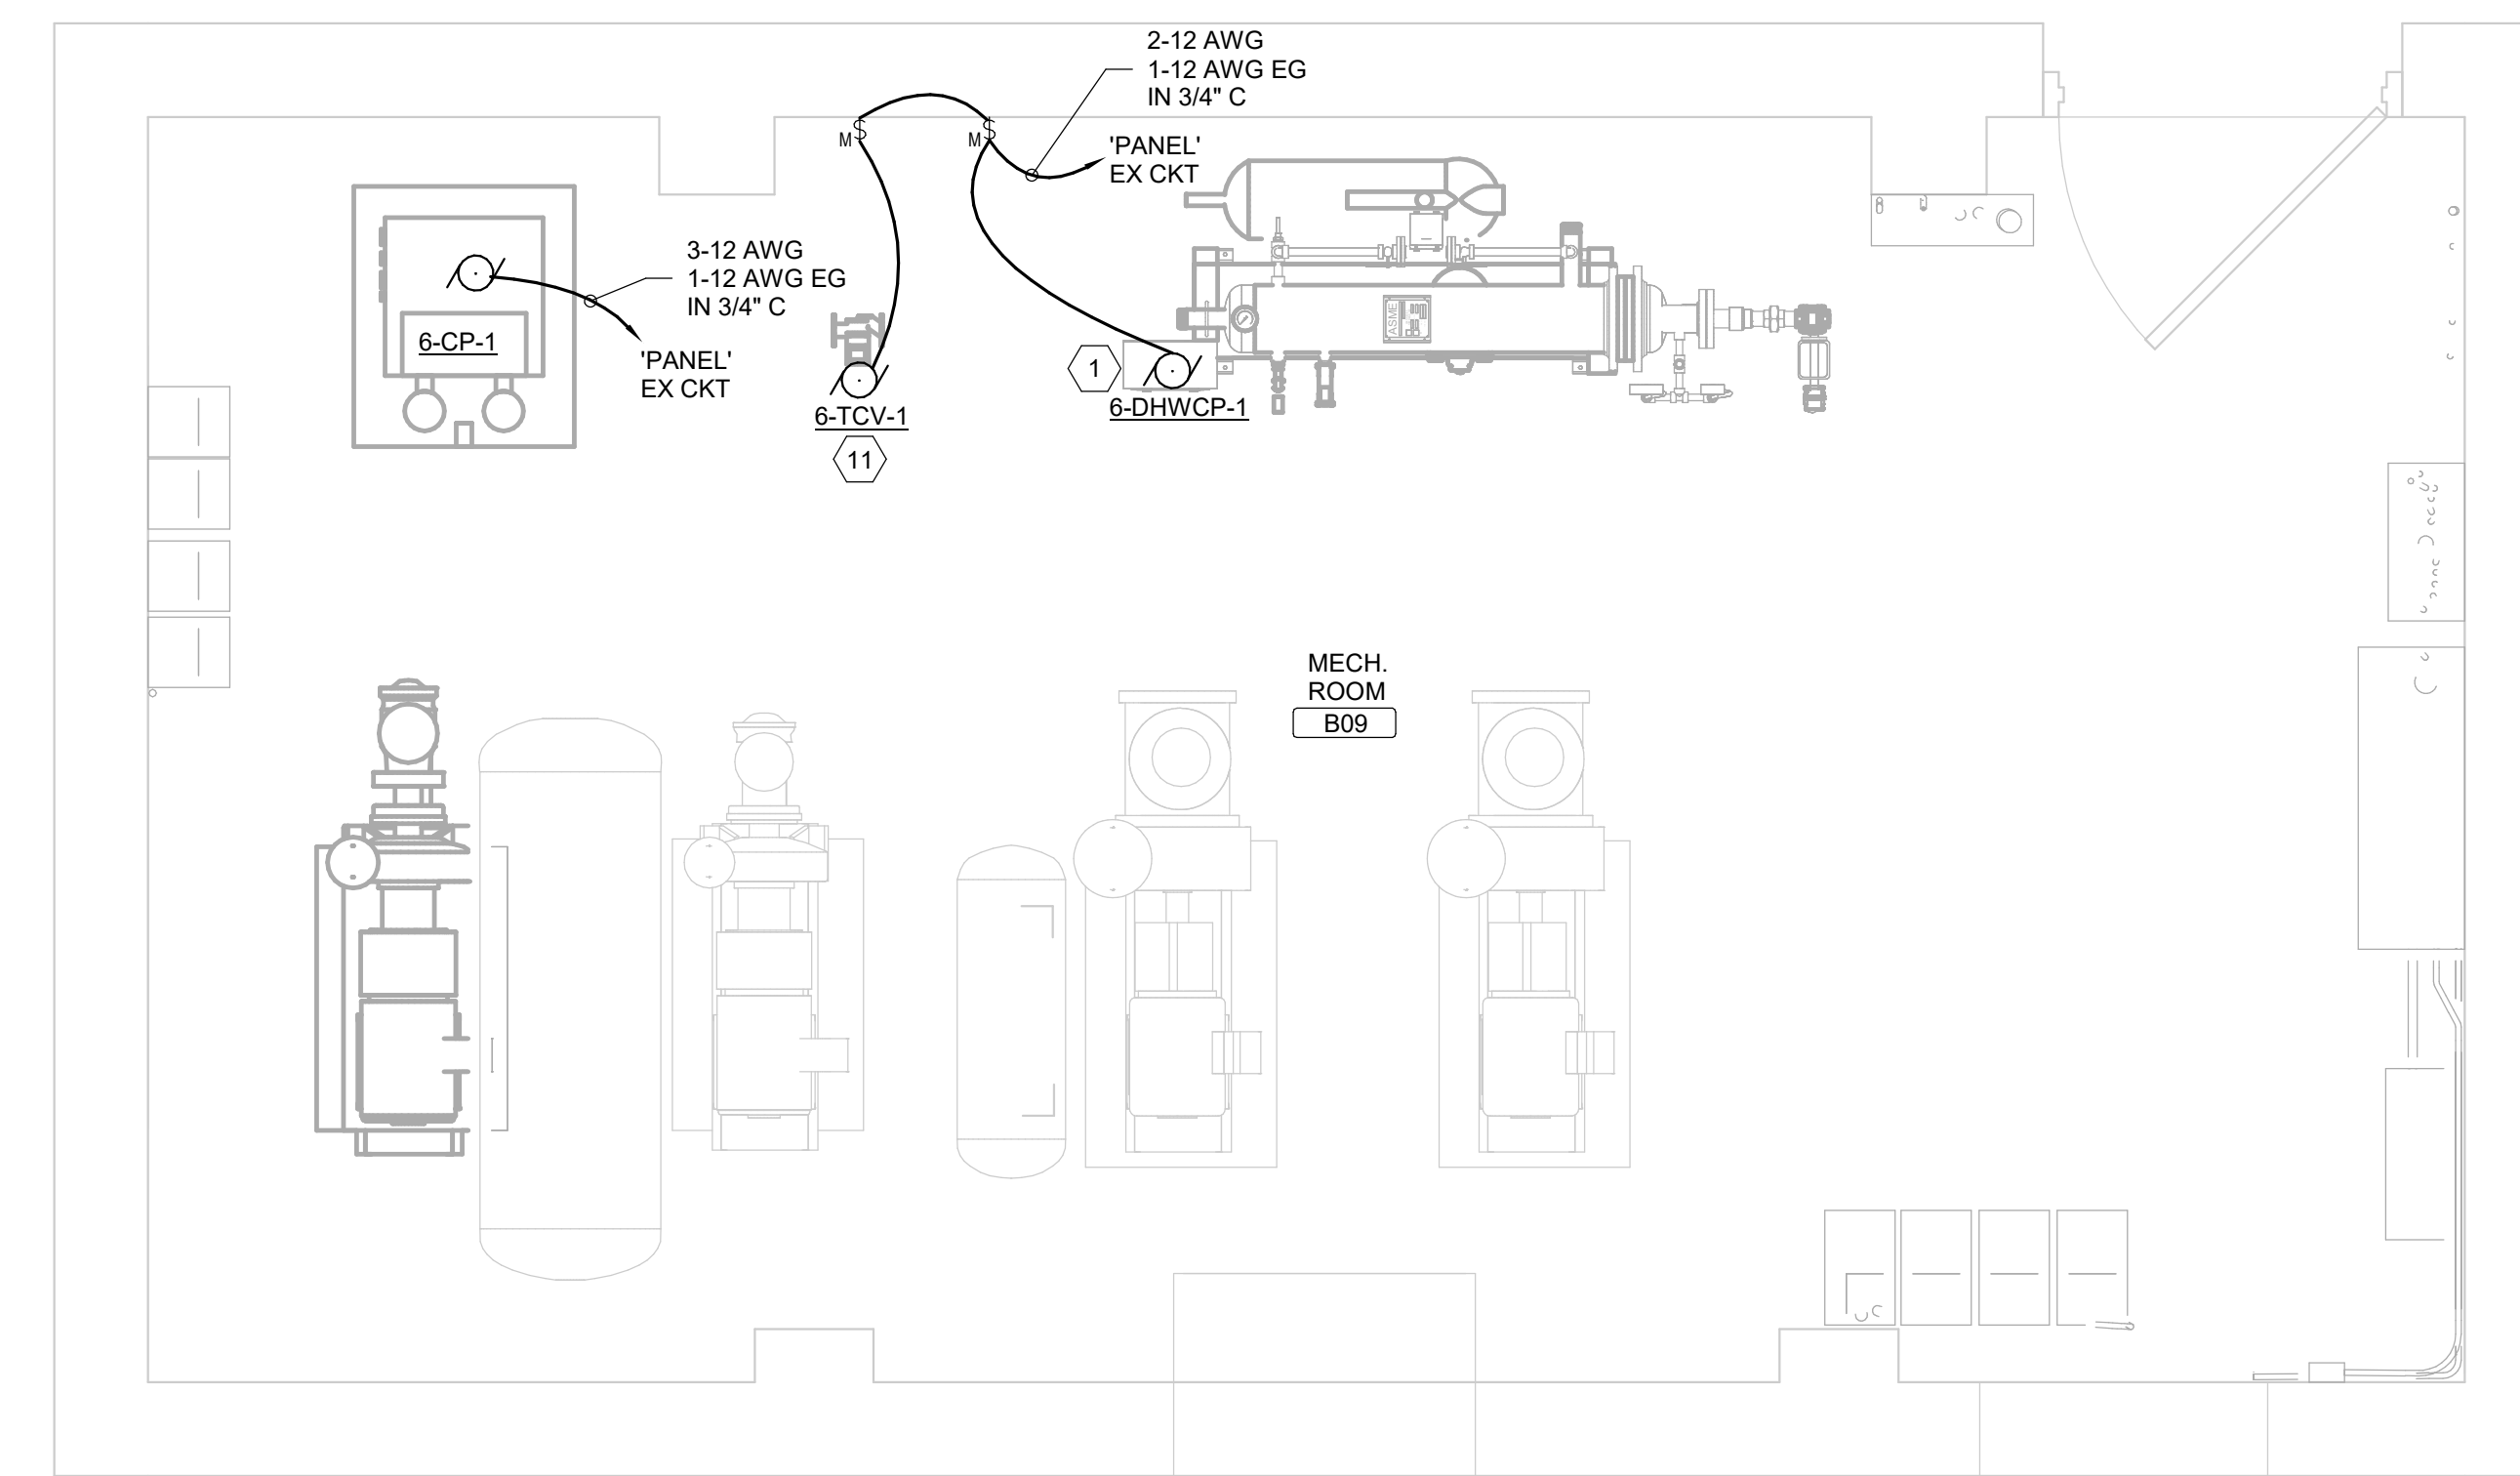 2-12 AWG
1-12 AWG EG
IN 3/4" C
M
M
'PANEL'
EX CKT
3-12 AWG
1-12 AWG EG
IN 3/4" C
6-CP-1
'PANEL'
EX CKT
ASME
1
6-DHWCP-1
6-TCV-1
11
MECH.
ROOM
B09